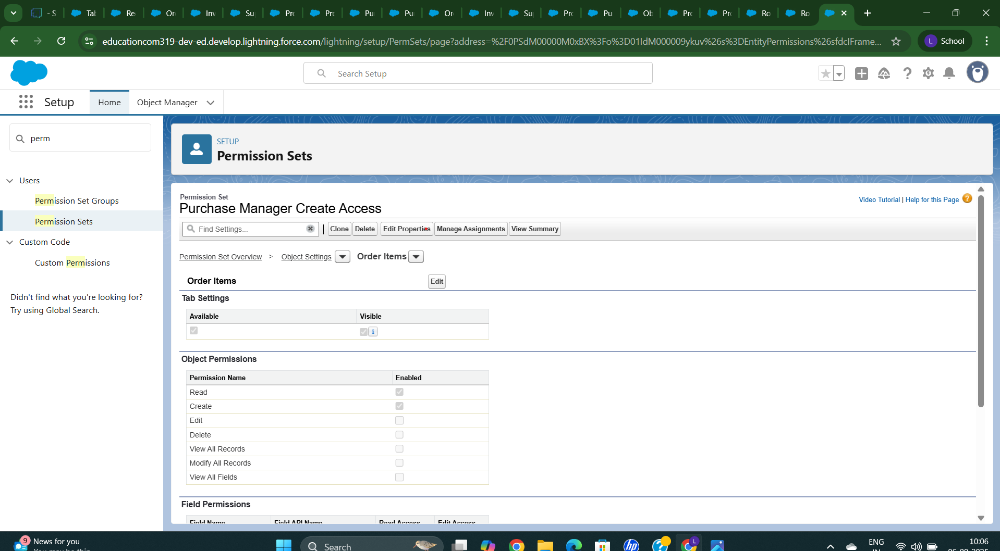 S
Tab
Re
Or
Inv
Su
Pro
Pro
Pu
Pu
Or
Inv
Su
Pro
Pu
Ob
Pro
Pro
Ro
Ro
educationcom319-dev-ed.develop.lightning.force.com/lightning/setup/PermSets/page?address=%2F0PSdM00000M0xBX%3Fo%3D01IdM000009ykuv%26s%3DEntityPermissions%26sfdcIFrame...
L School
Search Setup
Setup
Home
Object Manager
perm
SETUP
Permission Sets
Users
Permission Set Groups
Permission Sets
Custom Code
Custom Permissions
Didn't find what you're looking for?
Try using Global Search.
Permission Set
Purchase Manager Create Access
Video Tutorial | Help for this Page
Find Settings...
Clone
Delete
Edit Properties
Manage Assignments
View Summary
Permission Set Overview > Object Settings Order Items
Order Items
Edit
Tab Settings
Available Visible
Object Permissions
Permission Name Enabled
Read
Create
Edit
Delete
View All Records
Modify All Records
View All Fields
Field Permissions
Field Name Field API Name Read Access Edit Access
9
News for you
Search
hp
L
ENG
10:06